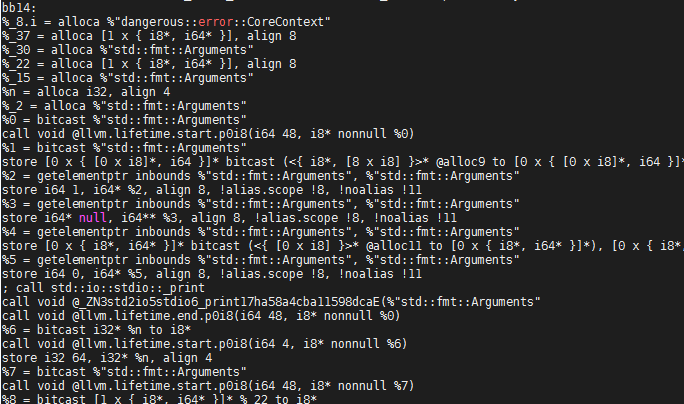 bb14:
%_8.i = alloca %"dangerous::error::CoreContext"
%_37 = alloca [1 x { i8*, i64* }], align 8
%_30 = alloca %"std::fmt::Arguments"
%_22 = alloca [1 x { i8*, i64* }], align 8
%_15 = alloca %"std::fmt::Arguments"
%n = alloca i32, align 4
%_2 = alloca %"std::fmt::Arguments"
%0 = bitcast %"std::fmt::Arguments"
call void @llvm.lifetime.start.p0i8(i64 48, i8* nonnull %0)
%1 = bitcast %"std::fmt::Arguments"
store [0 x { [0 x i8]*, i64 }]* bitcast (<{ i8*, [8 x i8] }>* @alloc9 to [0 x { [0 x i8]*, i64 }]*
%2 = getelementptr inbounds %"std::fmt::Arguments", %"std::fmt::Arguments"
store i64 1, i64* %2, align 8, !alias.scope !8, !noalias !11
%3 = getelementptr inbounds %"std::fmt::Arguments", %"std::fmt::Arguments"
store i64* null, i64** %3, align 8, !alias.scope !8, !noalias !11
%4 = getelementptr inbounds %"std::fmt::Arguments", %"std::fmt::Arguments"
store [0 x { i8*, i64* }]* bitcast (<{ [0 x i8] }>* @alloc11 to [0 x { i8*, i64* }]*), [0 x { i8*,
%5 = getelementptr inbounds %"std::fmt::Arguments", %"std::fmt::Arguments"
store i64 0, i64* %5, align 8, !alias.scope !8, !noalias !11
; call std::io::stdio::_print
call void @_ZN3std2io5stdio6_print17ha58a4cba11598dcaE(%"std::fmt::Arguments"
call void @llvm.lifetime.end.p0i8(i64 48, i8* nonnull %0)
%6 = bitcast i32* %n to i8*
call void @llvm.lifetime.start.p0i8(i64 4, i8* nonnull %6)
store i32 64, i32* %n, align 4
%7 = bitcast %"std::fmt::Arguments"
call void @llvm.lifetime.start.p0i8(i64 48, i8* nonnull %7)
%8 = bitcast [1 x { i8*, i64* }]* %_22 to i8*